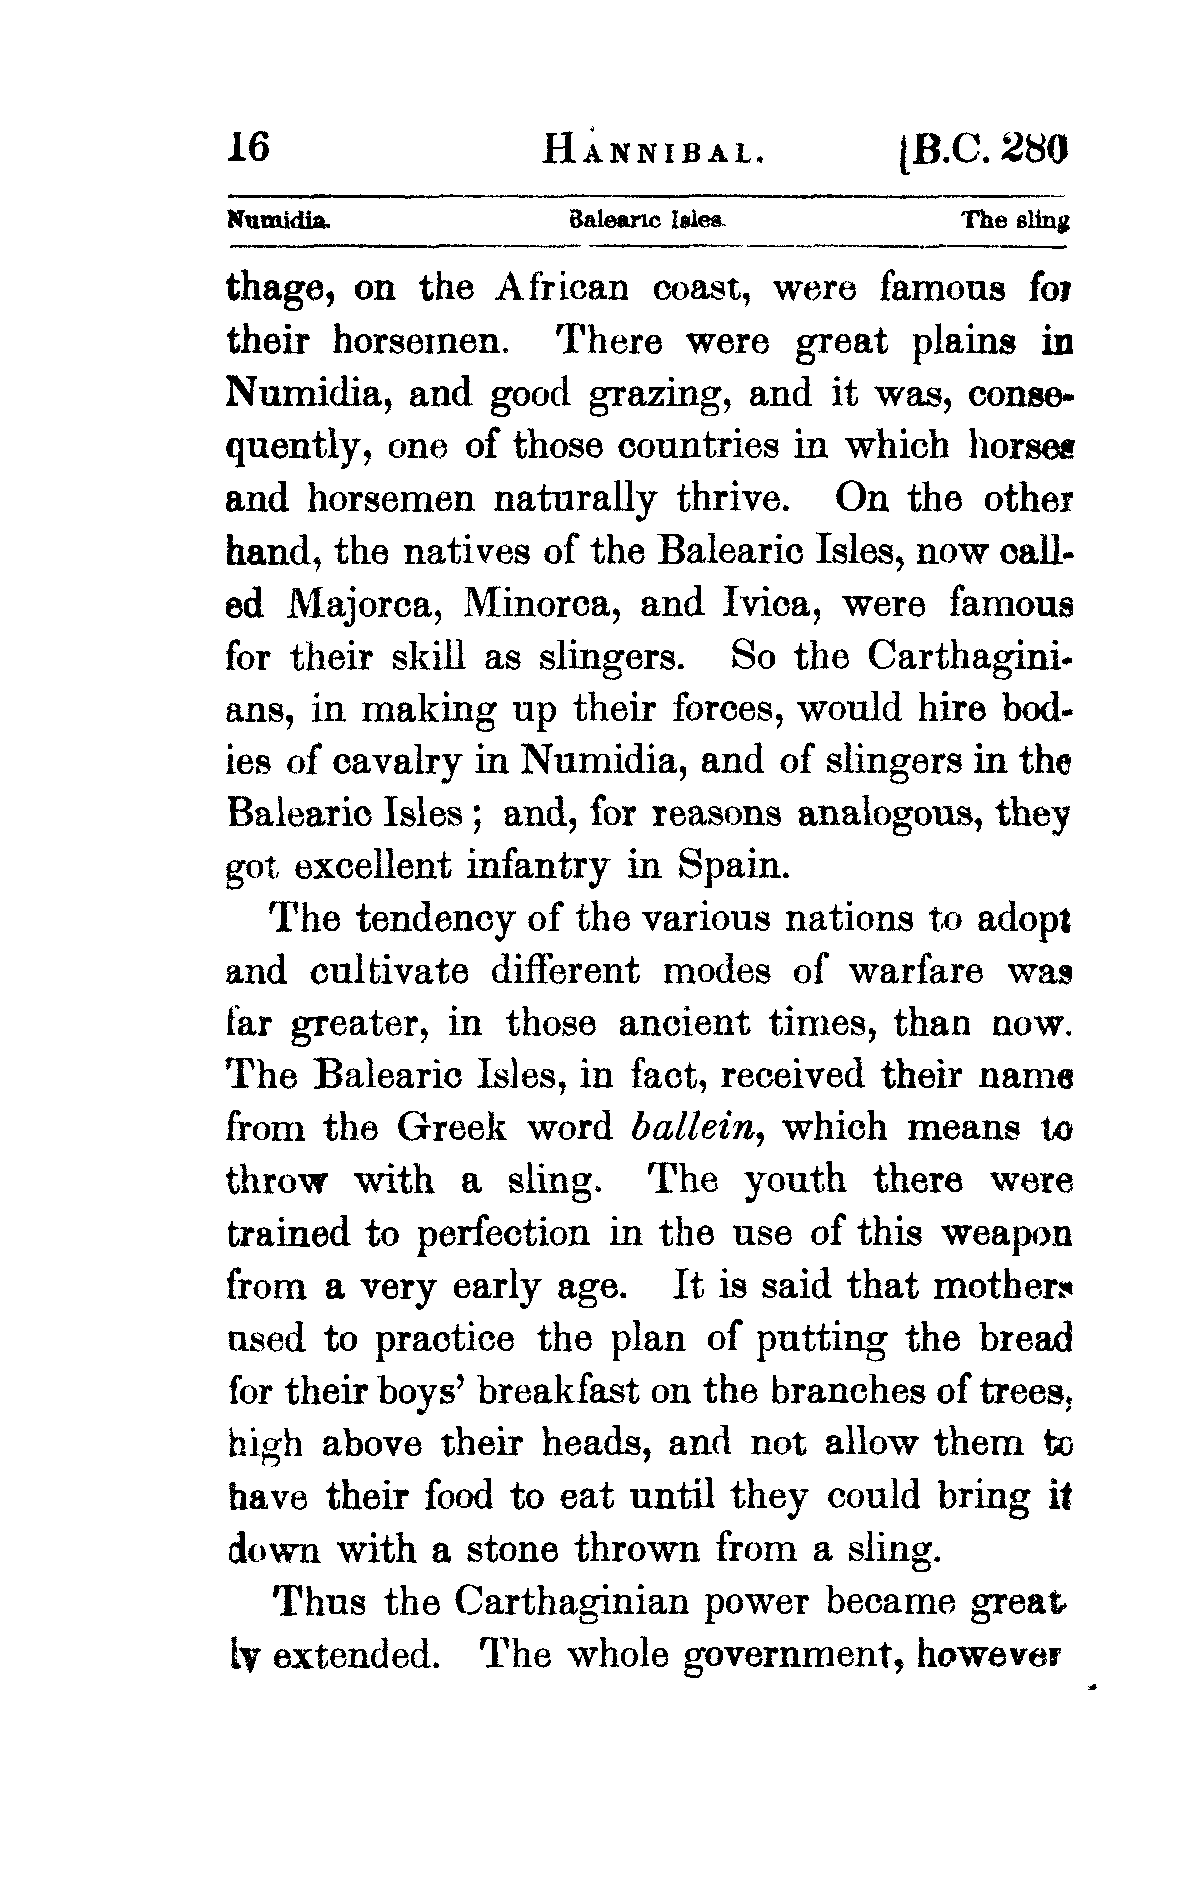 16 HANNIBAL. [B.C. 280
Numidia. Balearic Isles. The sling
thage, on the African coast, were famous for
their horsemen. There were great plains in
Numidia, and good grazing, and it was, conse-
quently, one of those countries in which horses
and horsemen naturally thrive. On the other
hand, the natives of the Balearic Isles, now call-
ed Majorca, Minorca, and Ivica, were famous
for their skill as slingers. So the Carthagini-
ans, in making up their forces, would hire bod-
ies of cavalry in Numidia, and of slingers in the
Balearic Isles; and, for reasons analogous, they
got excellent infantry in Spain.
The tendency of the various nations to adopt
and cultivate different modes of warfare was
far greater, in those ancient times, than now.
The Balearic Isles, in fact, received their name
from the Greek word ballein, which means to
throw with a sling. The youth there were
trained to perfection in the use of this weapon
from a very early age. It is said that mothers
used to practice the plan of putting the bread
for their boys' breakfast on the branches of trees,
high above their heads, and not allow them to
have their food to eat until they could bring it
down with a stone thrown from a sling.
Thus the Carthaginian power became great-
ly extended. The whole government, however